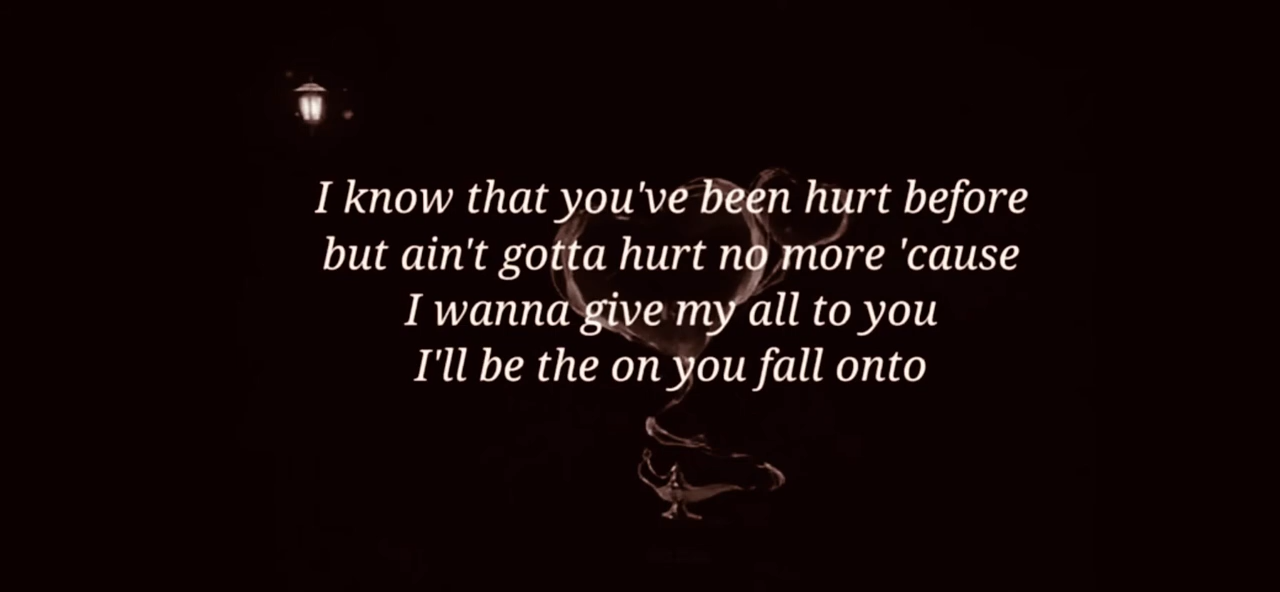 I know that you've been hurt before
but ain't gotta hurt no more 'cause
I wanna give my all to you
I'll be the on you fall onto